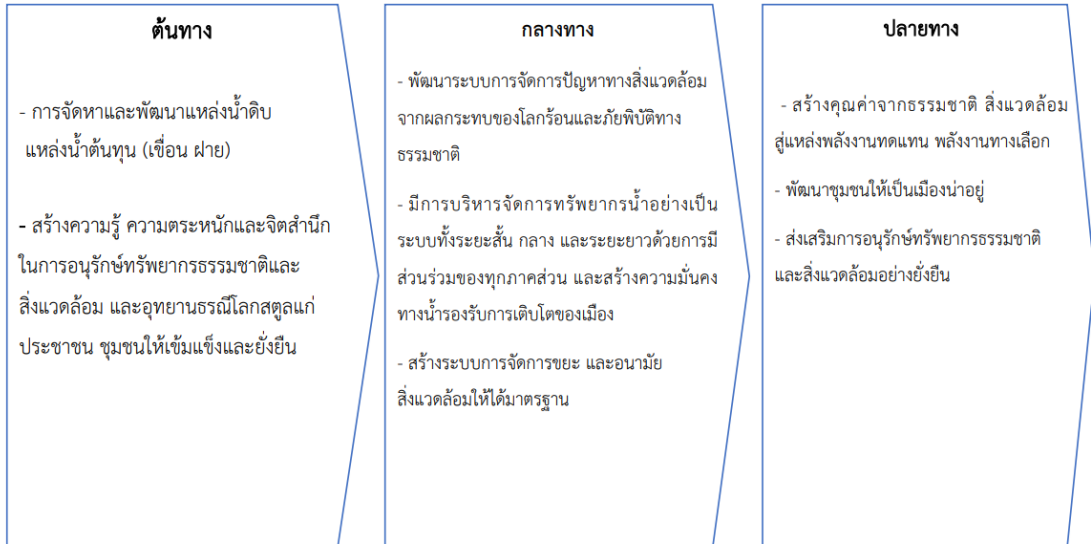 ต้นทาง
- การจัดหาและพัฒนาแหล่งน้ำดิบ
แหล่งน้ำต้นทุน (เขื่อน ฝาย)
- สร้างความรู้ ความตระหนักและจิตสำนึก
ในการอนุรักษ์ทรัพยากรธรรมชาติและ
สิ่งแวดล้อม และอุทยานธรณีโลกสตูลแก่
ประชาชน ชุมชนให้เข้มแข็งและยั่งยืน
กลางทาง
- พัฒนาระบบการจัดการปัญหาทางสิ่งแวดล้อม
จากผลกระทบของโลกร้อนและภัยพิบัติทาง
ธรรมชาติ
- มีการบริหารจัดการทรัพยากรน้ำอย่างเป็น
ระบบทั้งระยะสั้น กลาง และระยะยาวด้วยการมี
ส่วนร่วมของทุกภาคส่วน และสร้างความมั่นคง
ทางน้ำรองรับการเติบโตของเมือง
- สร้างระบบการจัดการขยะ และอนามัย
สิ่งแวดล้อมให้ได้มาตรฐาน
ปลายทาง
- สร้างคุณค่าจากธรรมชาติ สิ่งแวดล้อม
สู่แหล่งพลังงานทดแทน พลังงานทางเลือก
- พัฒนาชุมชนให้เป็นเมืองน่าอยู่
- ส่งเสริมการอนุรักษ์ทรัพยากรธรรมชาติ
และสิ่งแวดล้อมอย่างยั่งยืน